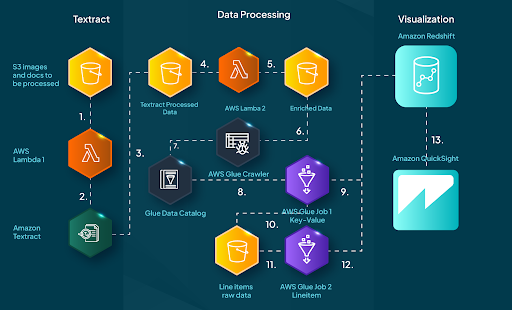 Textract
Data Processing
Visualization
Amazon Redshift
S3 images
and docs to
be processed
4.
5.
Textract Processed
Data
AWS Lamba 2
Enriched Data
1.
6.
7.
13.
3.
AWS
Lambda 1
AWS Glue Crawler
Amazon QuickSight
2.
8.
9.
Glue Data Catalog
AWS Glue Job 1
Key-Value
10.
Amazon
Textract
11.
12.
Line items
raw data
AWS Glue Job 2
Lineitem